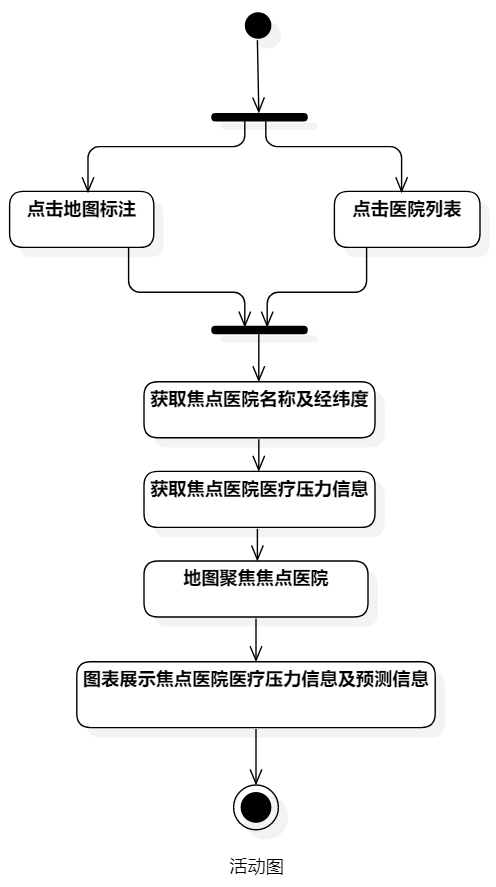 点击地图标注
点击医院列表
获取焦点医院名称及经纬度
获取焦点医院医疗压力信息
地图聚焦焦点医院
图表展示焦点医院医疗压力信息及预测信息
活动图